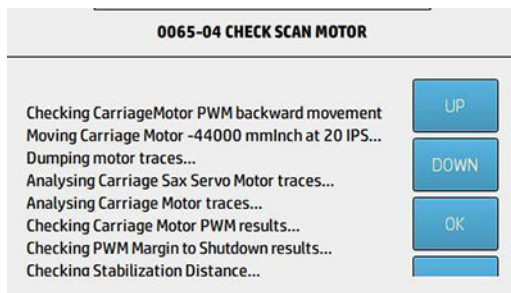 0065-04 CHECK SCAN MOTOR
Checking CarriageMotor PWM backward movement
Moving Carriage Motor -44000 mmInch at 20 IPS...
Dumping motor traces...
Analysing Carriage Sax Servo Motor traces...
Analysing Carriage Motor traces...
Checking Carriage Motor PWM results...
Checking PWM Margin to Shutdown results...
Checking Stabilization Distance...
UP
DOWN
OK